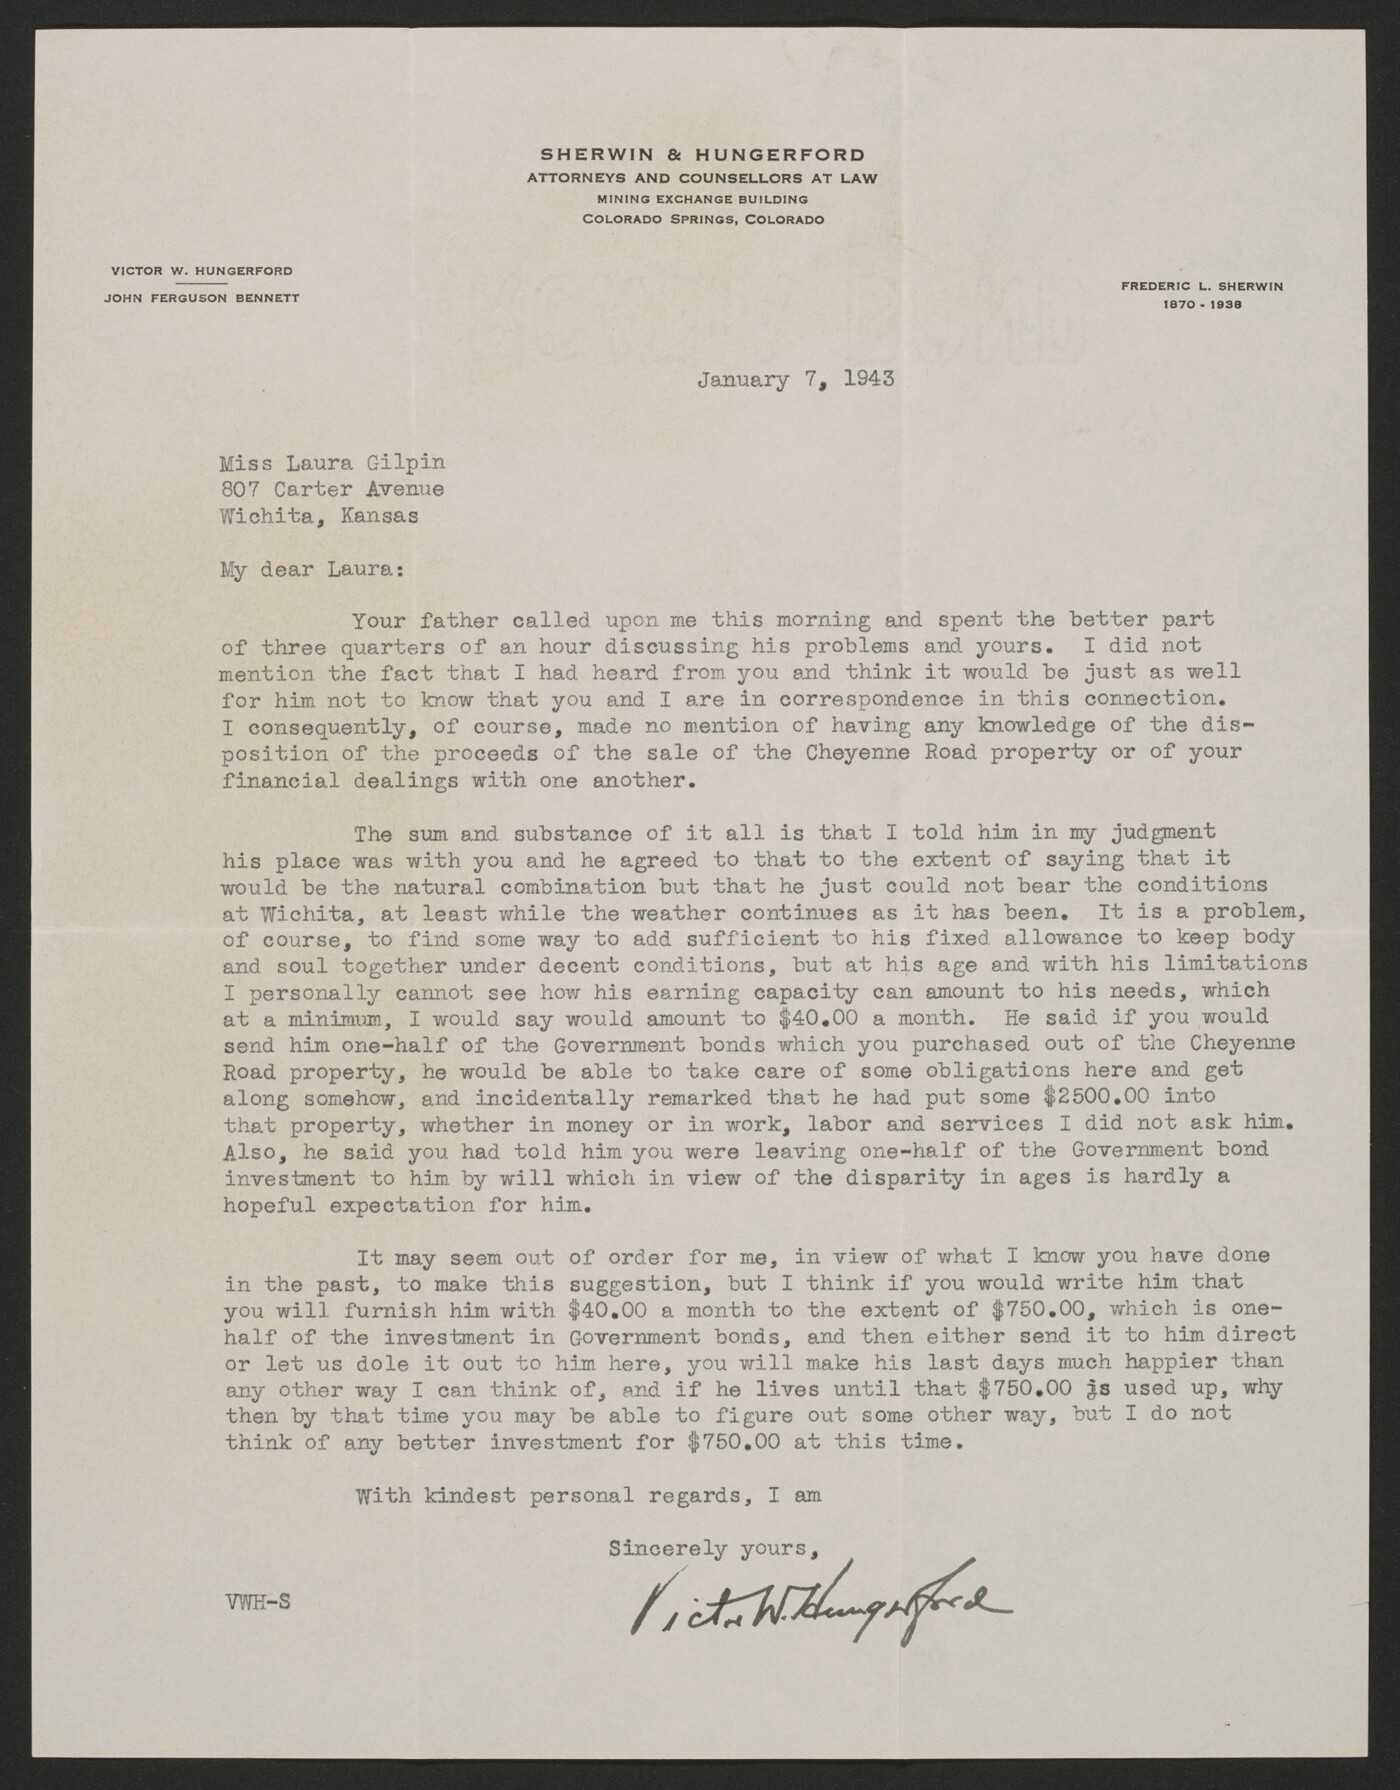 SHERWIN & HUNGERFORD
ATTORNEYS AND COUNSELLORS AT LAW
MINING EXCHANGE BUILDING
COLORADO SPRINGS, COLORADO
VICTOR W. HUNGERFORD
JOHN FERGUSON BENNETT
FREDERIC L. SHERWIN
1870 - 1938
January 7, 1943
Miss Laura Gilpin
807 Carter Avenue
Wichita, Kansas
My dear Laura:
Your father called upon me this morning and spent the better part
of three quarters of an hour discussing his problems and yours. I did not
mention the fact that I had heard from you and think it would be just as well
for him not to know that you and I are in correspondence in this connection.
I consequently, of course, made no mention of having any knowledge of the dis-
position of the proceeds of the sale of the Cheyenne Road property or of your
financial dealings with one another.
The sum and substance of it all is that I told him in my judgment
his place was with you and he agreed to that to the extent of saying that it
would be the natural combination but that he just could not bear the conditions
at Wichita, at least while the weather continues as it has been. It is a problem,
of course, to find some way to add sufficient to his fixed allowance to keep body
and soul together under decent conditions, but at his age and with his limitations
I personally cannot see how his earning capacity can amount to his needs, which
at a minimum, I would say would amount to $40.00 a month. He said if you would
send him one-half of the Government bonds which you purchased out of the Cheyenne
Road property, he would be able to take care of some obligations here and get
along somehow, and incidentally remarked that he had put some $2500.00 into
that property, whether in money or in work, labor and services I did not ask him.
Also, he said you had told him you were leaving one-half of the Government bond
investment to him by will which in view of the disparity in ages is hardly a
hopeful expectation for him.
It may seem out of order for me, in view of what I know you have done
in the past, to make this suggestion, but I think if you would write him that
you will furnish him with $40.00 a month to the extent of $750.00, which is one-
half of the investment in Government bonds, and then either send it to him direct
or let us dole it out to him here, you will make his last days much happier than
any other way I can think of, and if he lives until that $750.00 is used up, why
then by that time you may be able to figure out some other way, but I do not
think of any better investment for $750.00 at this time.
With kindest personal regards, I am
Sincerely yours,
Victor W. Hungerford
VWH-S